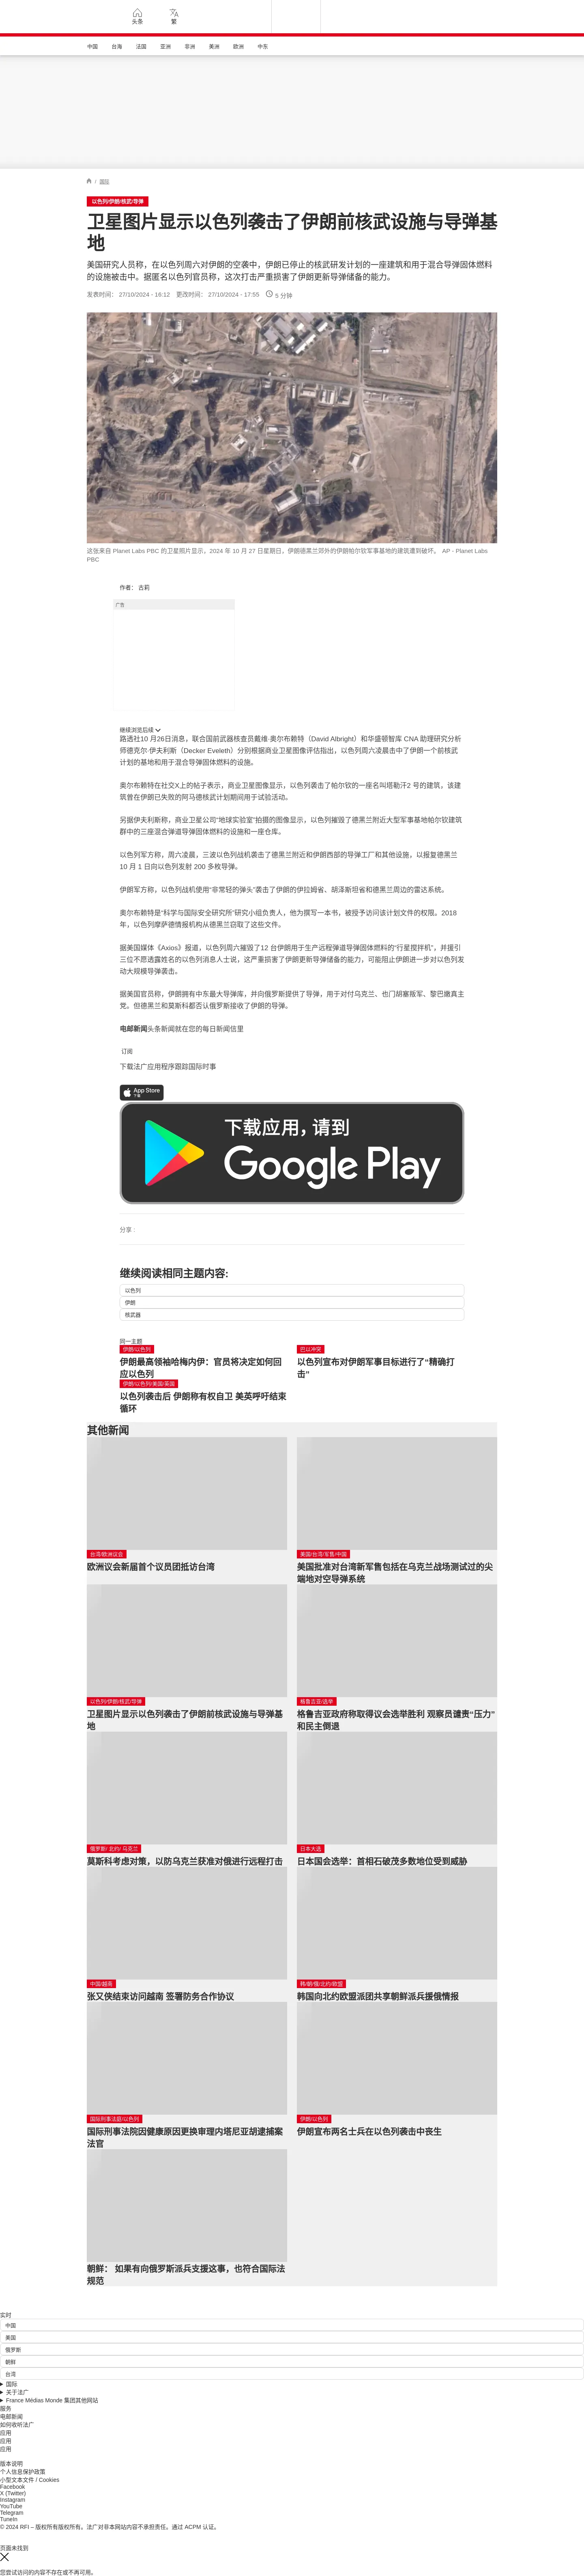 头条
繁
中国
台海
法国
亚洲
非洲
美洲
欧洲
中东
/ 国际
以色列/伊朗/核武/导弹
卫星图片显示以色列袭击了伊朗前核武设施与导弹基
地
美国研究人员称，在以色列周六对伊朗的空袭中，伊朗已停止的核武研发计划的一座建筑和用于混合导弹固体燃料
的设施被击中。据匿名以色列官员称，这次打击严重损害了伊朗更新导弹储备的能力。
发表时间： 27/10/2024 - 16:12 更改时间： 27/10/2024 - 17:55 5 分钟
这张来自 Planet Labs PBC 的卫星照片显示，2024 年 10 月 27 日星期日，伊朗德黑兰郊外的伊朗帕尔钦军事基地的建筑遭到破坏。 AP - Planet Labs
PBC
作者： 古莉
广告
继续浏览后续
路透社10 月26日消息，联合国前武器核查员戴维·奥尔布赖特（David Albright）和华盛顿智库 CNA 助理研究分析
师德克尔·伊夫利斯（Decker Eveleth）分别根据商业卫星图像评估指出，以色列周六凌晨击中了伊朗一个前核武
计划的基地和用于混合导弹固体燃料的设施。
奥尔布赖特在社交X上的帖子表示，商业卫星图像显示，以色列袭击了帕尔钦的一座名叫塔勒汗2 号的建筑，该建
筑曾在伊朗已失败的阿马德核武计划期间用于试验活动。
另据伊夫利斯称，商业卫星公司“地球实验室”拍摄的图像显示，以色列摧毁了德黑兰附近大型军事基地帕尔钦建筑
群中的三座混合弹道导弹固体燃料的设施和一座仓库。
以色列军方称，周六凌晨，三波以色列战机袭击了德黑兰附近和伊朗西部的导弹工厂和其他设施，以报复德黑兰
10 月 1 日向以色列发射 200 多枚导弹。
伊朗军方称，以色列战机使用“非常轻的弹头”袭击了伊朗的伊拉姆省、胡泽斯坦省和德黑兰周边的雷达系统。
奥尔布赖特是“科学与国际安全研究所”研究小组负责人，他为撰写一本书，被授予访问该计划文件的权限。2018
年，以色列摩萨德情报机构从德黑兰窃取了这些文件。
据美国媒体《Axios》报道，以色列周六摧毁了12 台伊朗用于生产远程弹道导弹固体燃料的“行星搅拌机”，并援引
三位不愿透露姓名的以色列消息人士说，这严重损害了伊朗更新导弹储备的能力，可能阻止伊朗进一步对以色列发
动大规模导弹袭击。
据美国官员称，伊朗拥有中东最大导弹库，并向俄罗斯提供了导弹，用于对付乌克兰、也门胡塞叛军、黎巴嫩真主
党。但德黑兰和莫斯科都否认俄罗斯接收了伊朗的导弹。
电邮新闻头条新闻就在您的每日新闻信里
订阅
下载法广应用程序跟踪国际时事
App Store
下载
下载应用，请到
Google Play
分享 :
继续阅读相同主题内容:
以色列
伊朗
核武器
同一主题
伊朗/以色列
伊朗最高领袖哈梅内伊：官员将决定如何回
应以色列
巴以冲突
以色列宣布对伊朗军事目标进行了“精确打
击”
伊朗/以色列/美国/英国
以色列袭击后 伊朗称有权自卫 美英呼吁结束
循环
其他新闻
台湾/欧洲议会
欧洲议会新届首个议员团抵访台湾
美国/台湾/军售/中国
美国批准对台湾新军售包括在乌克兰战场测试过的尖
端地对空导弹系统
以色列/伊朗/核武/导弹
卫星图片显示以色列袭击了伊朗前核武设施与导弹基
地
格鲁吉亚/选举
格鲁吉亚政府称取得议会选举胜利 观察员谴责“压力”
和民主倒退
俄罗斯/ 北约/ 乌克兰
莫斯科考虑对策，以防乌克兰获准对俄进行远程打击
日本大选
日本国会选举：首相石破茂多数地位受到威胁
中国/越南
张又侠结束访问越南 签署防务合作协议
韩/朝/俄/北约/欧盟
韩国向北约欧盟派团共享朝鲜派兵援俄情报
国际刑事法庭/以色列
国际刑事法院因健康原因更换审理内塔尼亚胡逮捕案
法官
伊朗/以色列
伊朗宣布两名士兵在以色列袭击中丧生
朝鲜： 如果有向俄罗斯派兵支援这事，也符合国际法
规范
实时
中国
美国
俄罗斯
朝鲜
台湾
国际
关于法广
France Médias Monde 集团其他网站
服务
电邮新闻
如何收听法广
应用
应用
应用
版本说明
个人信息保护政策
小型文本文件 / Cookies
Facebook
X (Twitter)
Instagram
YouTube
Telegram
TuneIn
© 2024 RFI – 版权所有版权所有。法广对非本网站内容不承担责任。通过 ACPM 认证。
页面未找到
您尝试访问的内容不存在或不再可用。